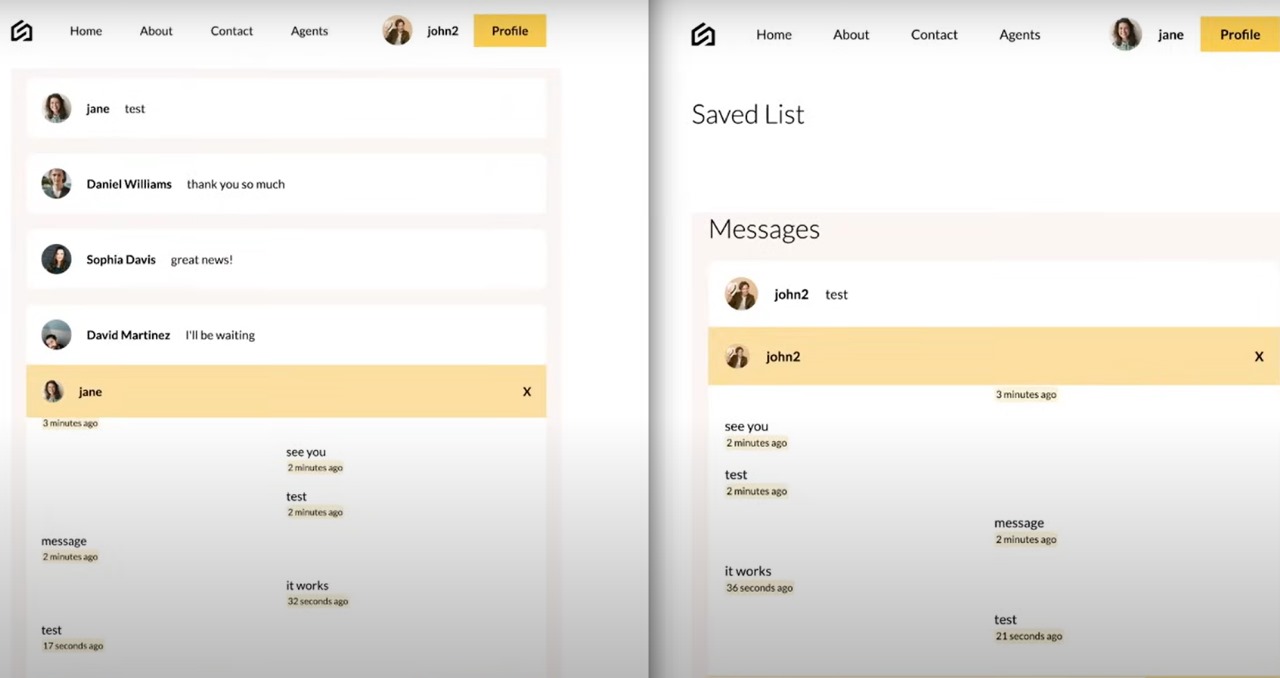 Home About Contact Agents john2 Profile
jane test
Daniel Williams thank you so much
Sophia Davis great news!
David Martinez I'll be waiting
jane X
3 minutes ago
see you
2 minutes ago
test
2 minutes ago
message
2 minutes ago
it works
32 seconds ago
test
17 seconds ago
Home About Contact Agents jane Profile
Saved List
Messages
john2 test
john2 X
3 minutes ago
see you
2 minutes ago
test
2 minutes ago
message
2 minutes ago
it works
36 seconds ago
test
21 seconds ago